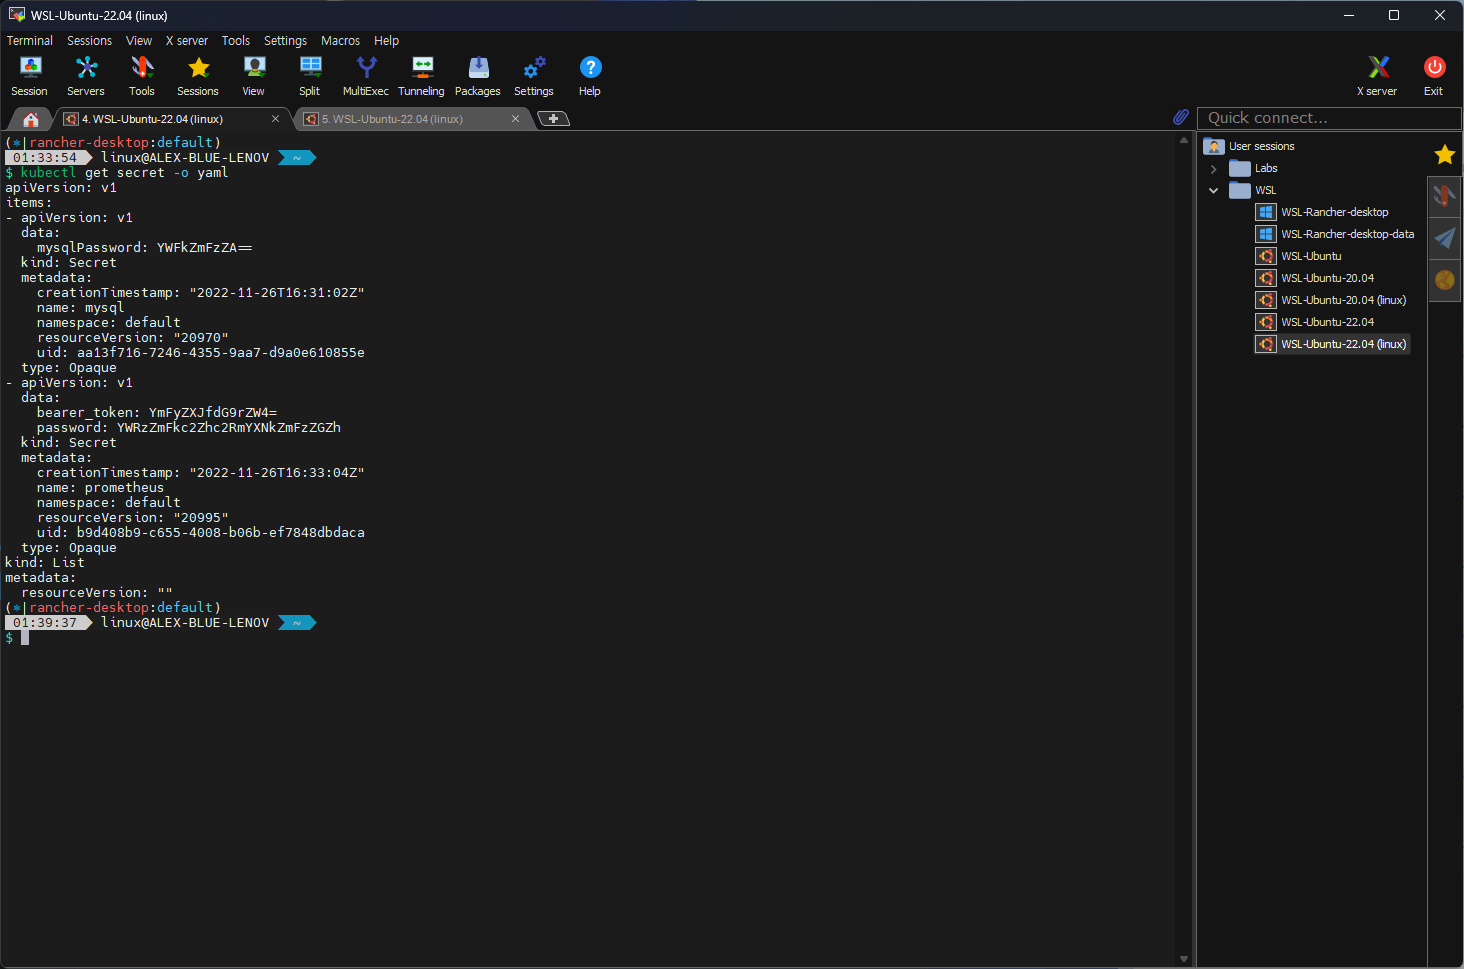 WSL-Ubuntu-22.04 (linux)
Terminal Sessions View X server Tools Settings Macros Help
Session Servers Tools Sessions View Split MultiExec Tunneling Packages Settings Help X server Exit
4. WSL-Ubuntu-22.04 (linux)
5. WSL-Ubuntu-22.04 (linux)
Quick connect...
(*|rancher-desktop:default)
01:33:54 linux@ALEX-BLUE-LENOV ~
$ kubectl get secret -o yaml
apiVersion: v1
items:
- apiVersion: v1
  data:
    mysqlPassword: YWFkZmFzZA==
  kind: Secret
  metadata:
    creationTimestamp: "2022-11-26T16:31:02Z"
    name: mysql
    namespace: default
    resourceVersion: "20970"
    uid: aa13f716-7246-4355-9aa7-d9a0e610855e
  type: Opaque
- apiVersion: v1
  data:
    bearer_token: YmFyZXJfdG9rZW4=
    password: YWRzZmFkc2Zhc2RmYXNkZmFzZGZh
  kind: Secret
  metadata:
    creationTimestamp: "2022-11-26T16:33:04Z"
    name: prometheus
    namespace: default
    resourceVersion: "20995"
    uid: b9d408b9-c655-4008-b06b-ef7848dbdaca
  type: Opaque
kind: List
metadata:
  resourceVersion: ""
(*|rancher-desktop:default)
01:39:37 linux@ALEX-BLUE-LENOV ~
$
User sessions
Labs
WSL
WSL-Rancher-desktop
WSL-Rancher-desktop-data
WSL-Ubuntu
WSL-Ubuntu-20.04
WSL-Ubuntu-20.04 (linux)
WSL-Ubuntu-22.04
WSL-Ubuntu-22.04 (linux)